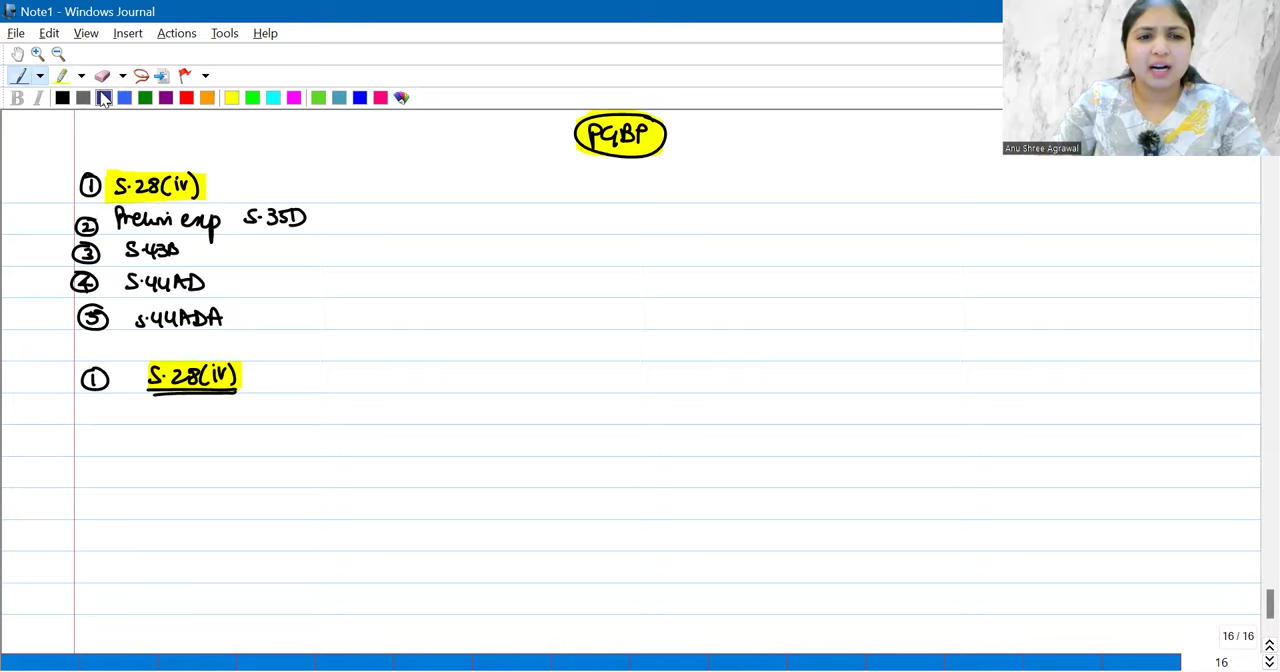 Note1 - Windows Journal
File Edit View Insert Actions Tools Help
B I
PGBP
Anu Shree Agrawal
① S.28(iv)
② Prelim exp S.35D
③ S.43B
④ S.44AD
⑤ S.44ADA
① S.28(iv)
16 / 16
16